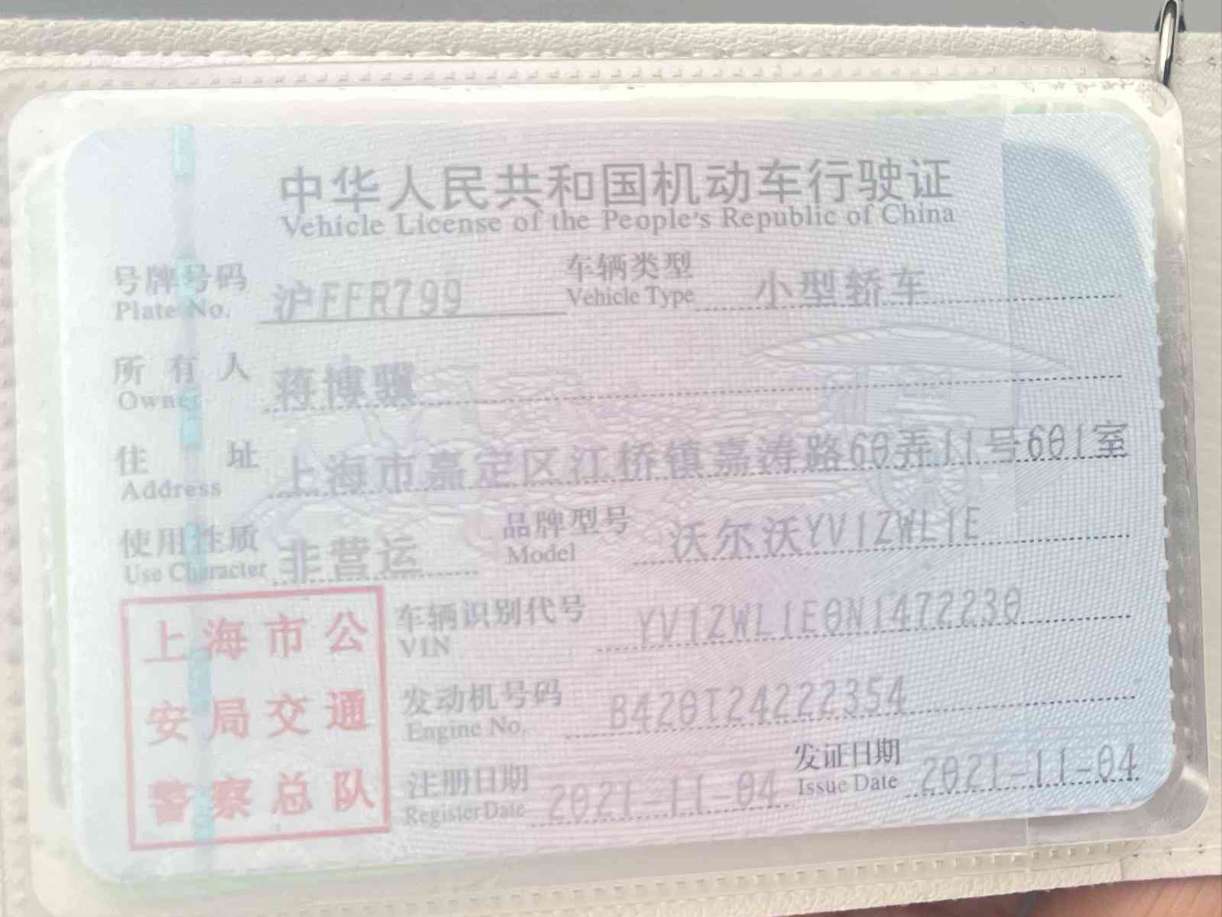 中华人民共和国机动车行驶证
Vehicle License of the People's Republic of China
号牌号码 沪FFR799 车辆类型 小型轿车
Plate No. Vehicle Type
所有人 蒋博骥
Owner
住址 上海市嘉定区江桥镇嘉涛路60弄11号601室
Address
使用性质 非营运 品牌型号 沃尔沃YV1ZWL1E
Use Character Model
上海市公
安局交通
警察总队
车辆识别代号 YV1ZWL1E0N1472230
VIN
发动机号码 B420T24222354
Engine No.
注册日期 2021-11-04 发证日期 2021-11-04
Register Date Issue Date